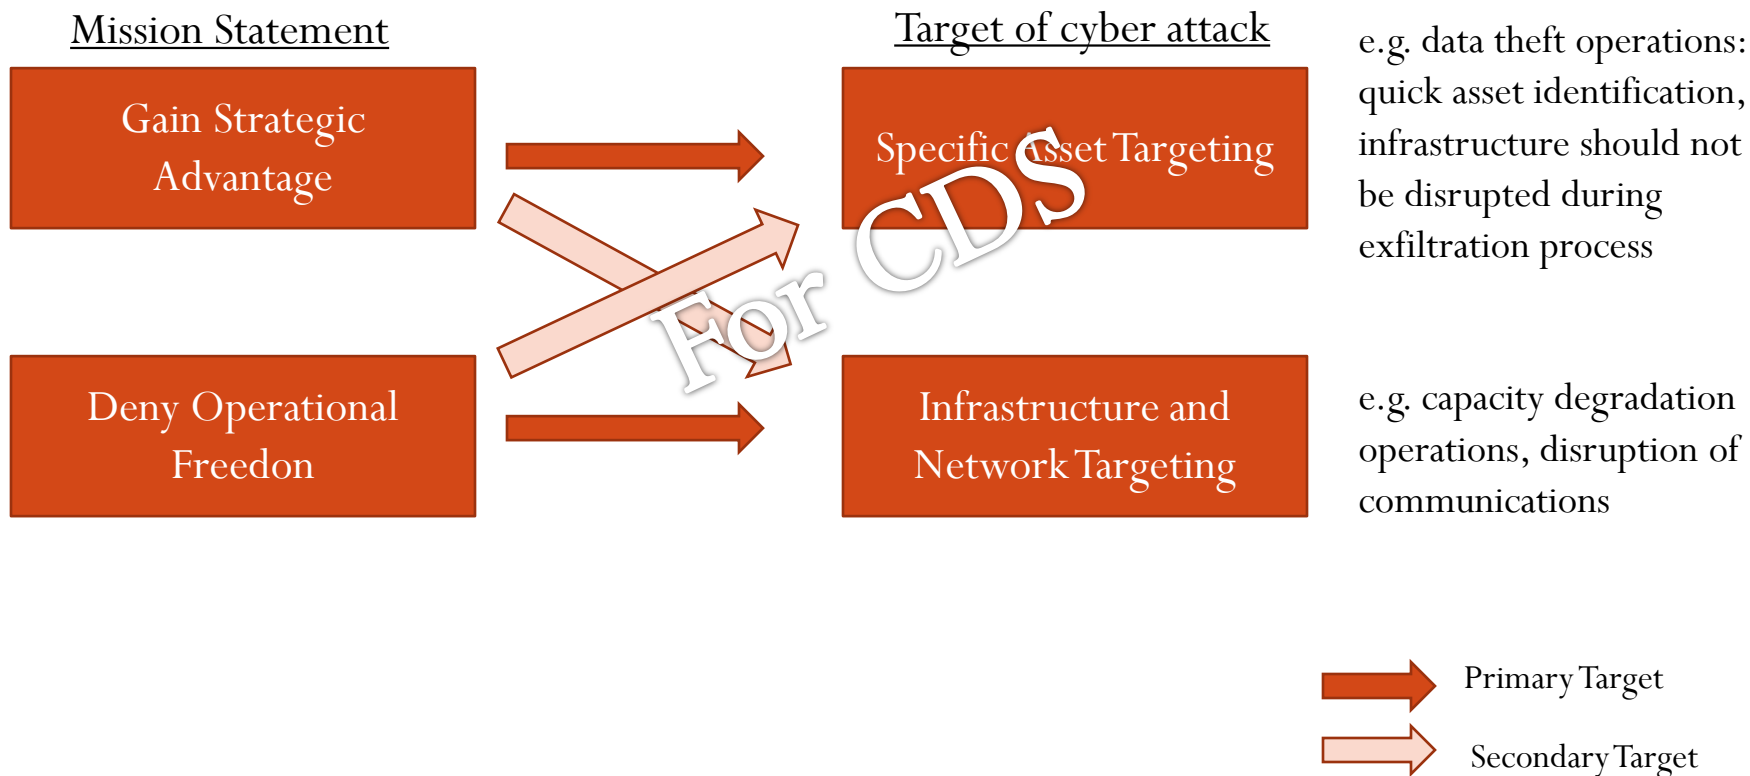 Mission Statement
Target of cyber attack
Gain Strategic
Advantage
Specific Asset Targeting
e.g. data theft operations:
quick asset identification,
infrastructure should not
be disrupted during
exfiltration process
For CDS
Deny Operational
Freedon
Infrastructure and
Network Targeting
e.g. capacity degradation
operations, disruption of
communications
Primary Target
Secondary Target